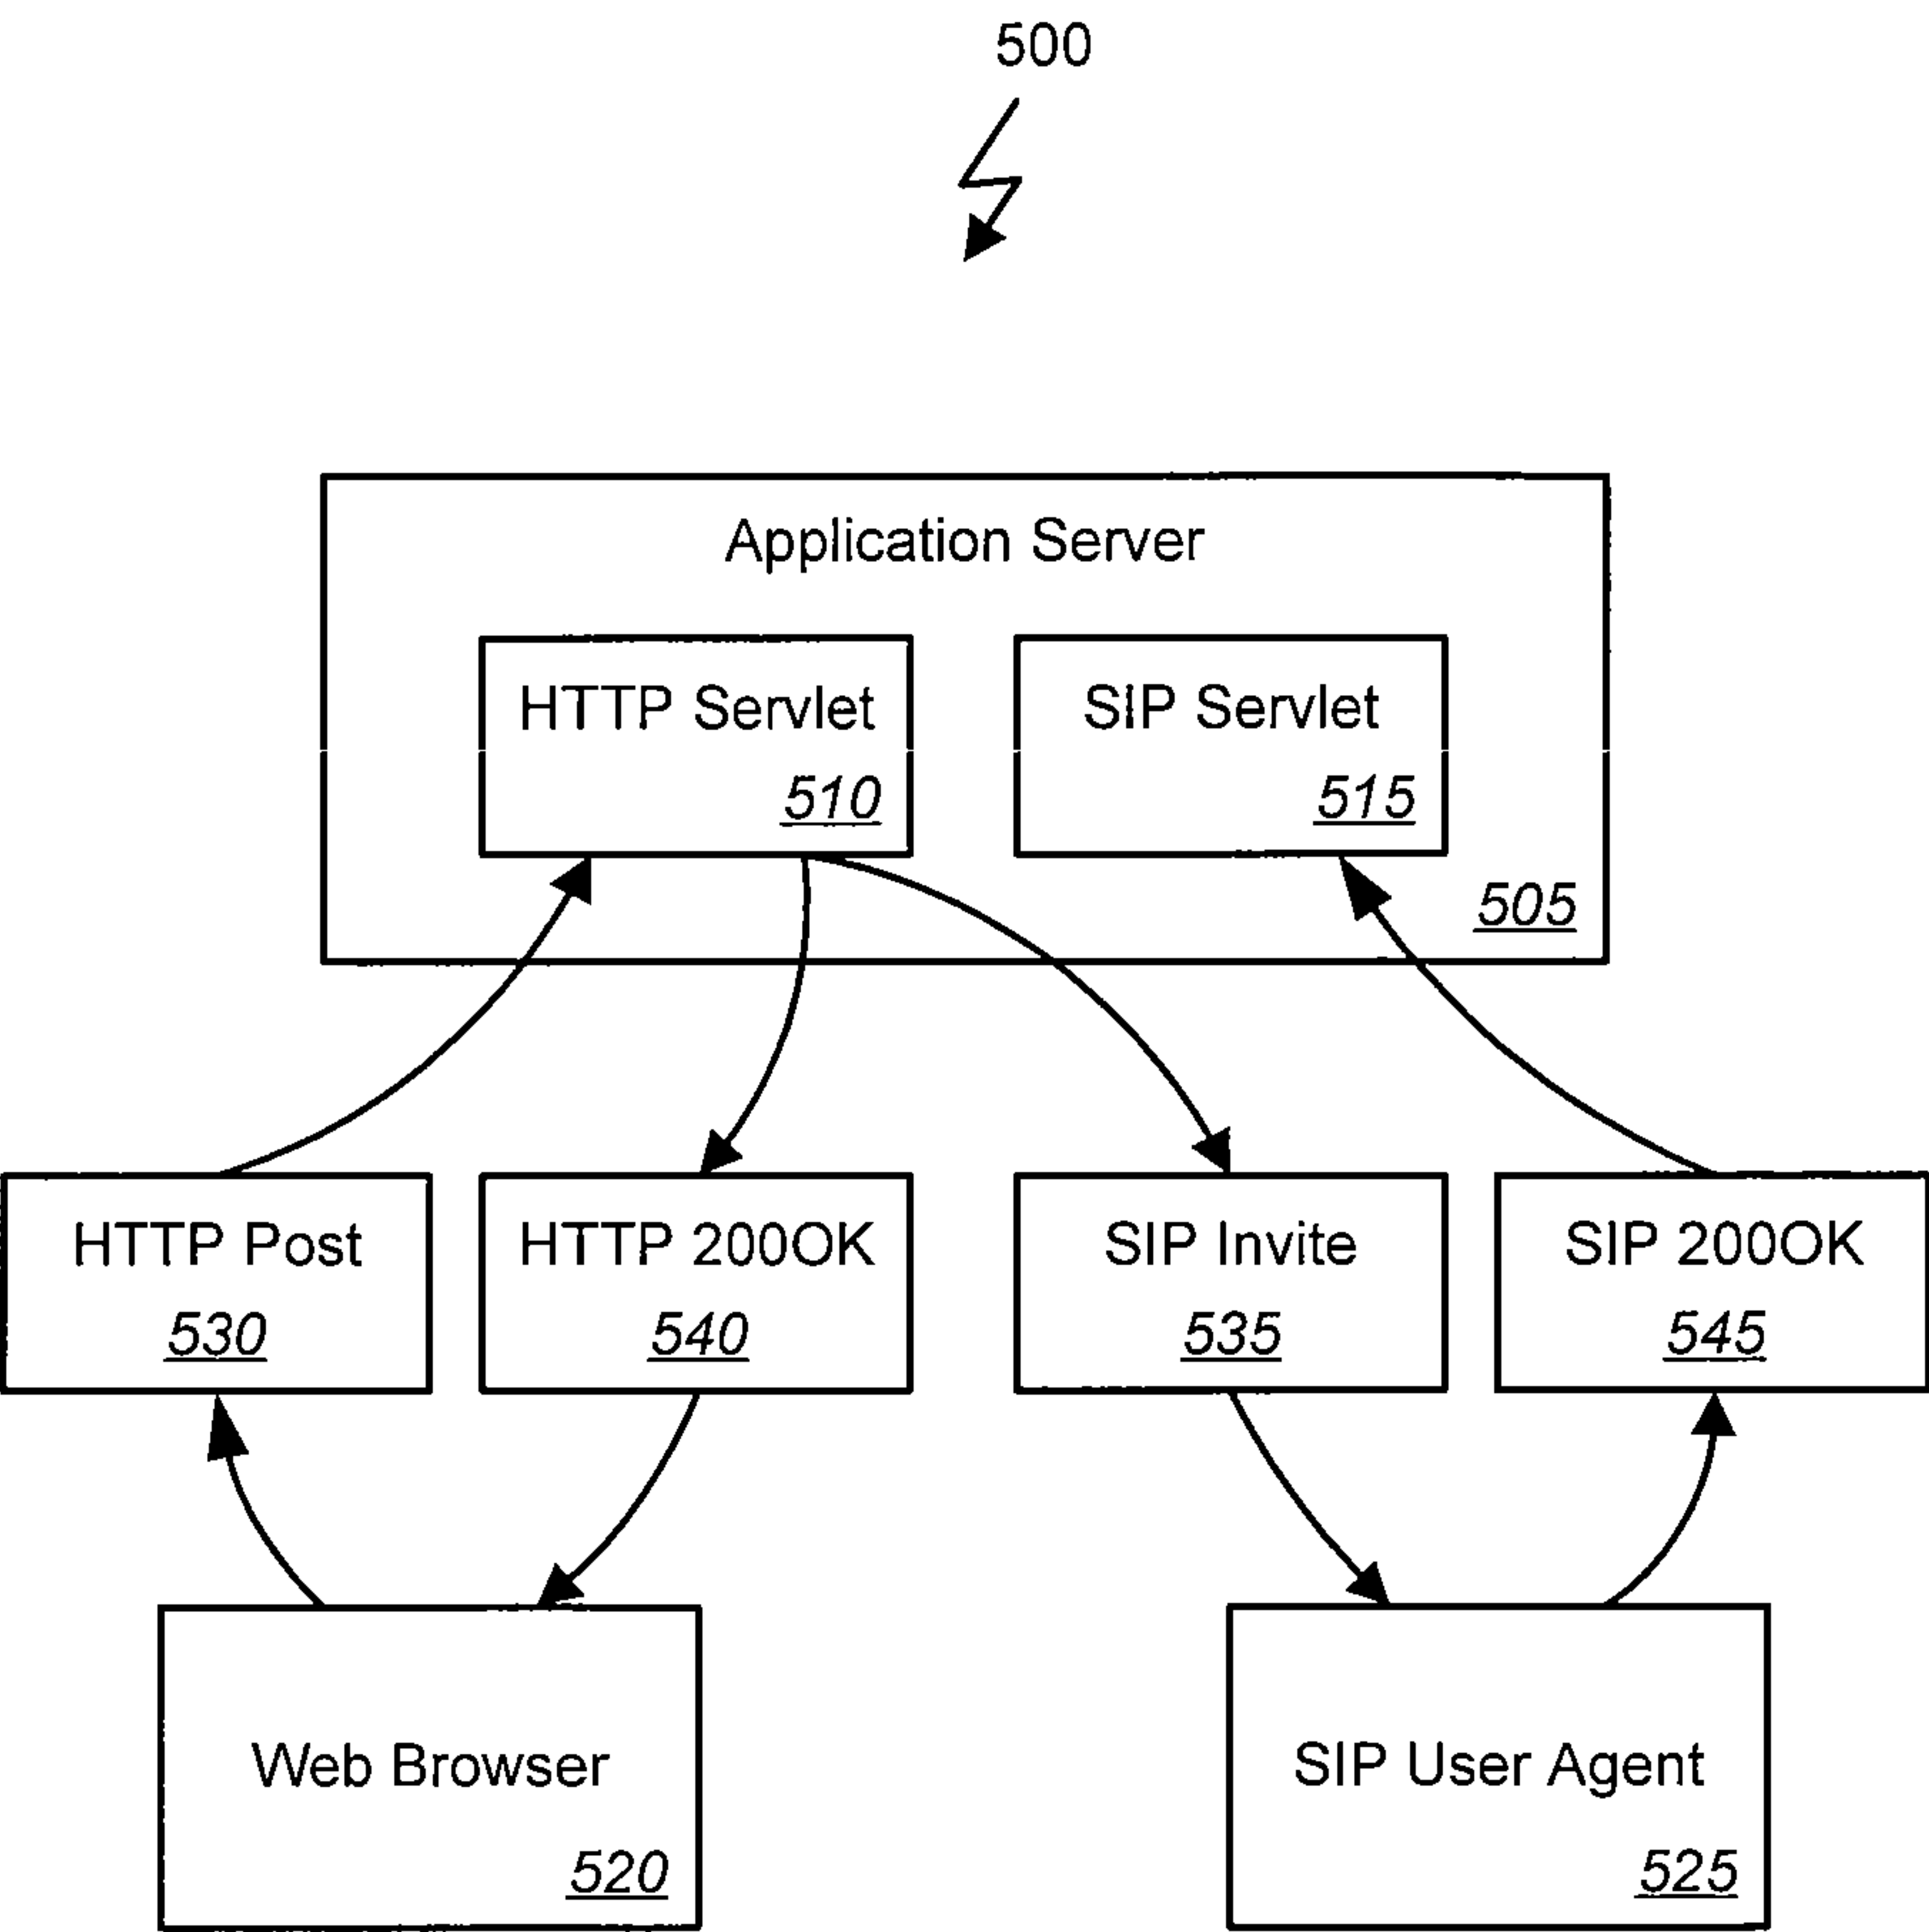 500
Application Server
HTTP Servlet
510
SIP Servlet
515
505
HTTP Post
530
HTTP 200OK
540
SIP Invite
535
SIP 200OK
545
Web Browser
520
SIP User Agent
525